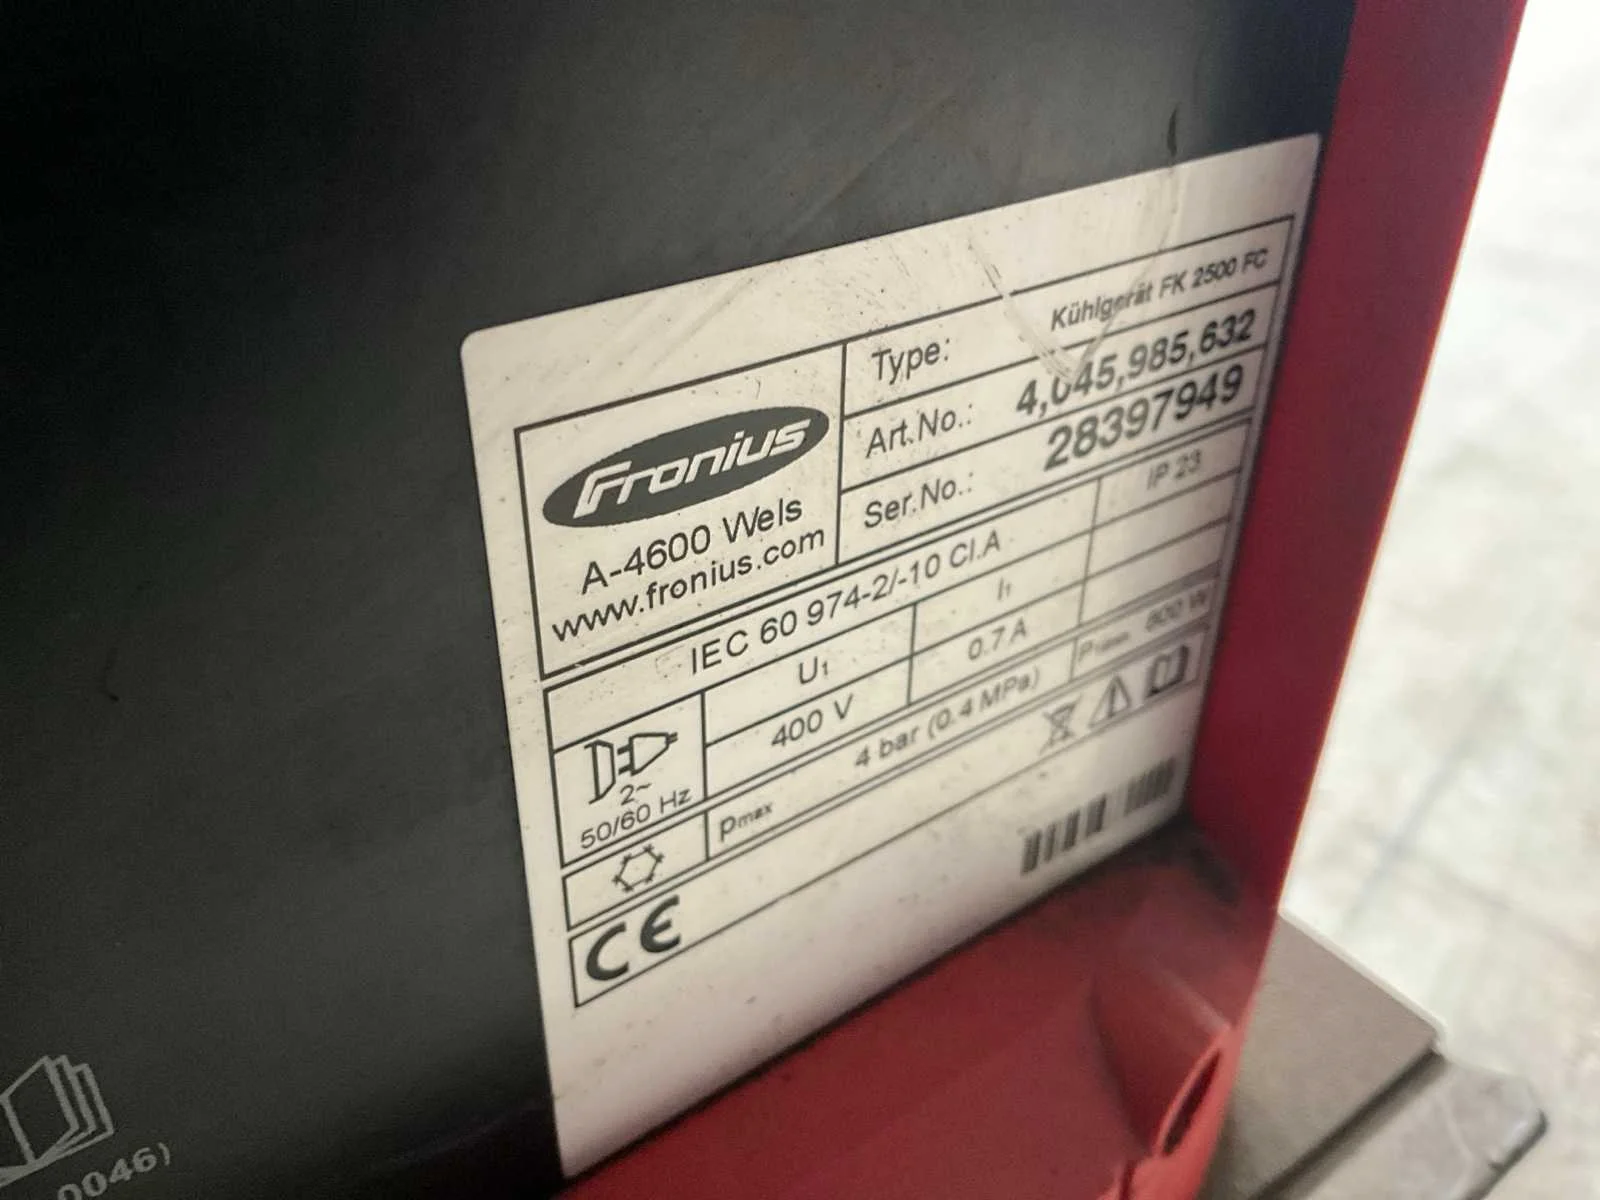 Type: Kühlgerät FK 2500 FC
Art.No.: 4,045,985,632
Ser.No.: 28397949
Fronius
A-4600 Wels
www.fronius.com
IEC 60 974-2/-10 Cl.A
IP 23
U1
I1
400 V
0.7 A
2~
50/60 Hz
pmax
4 bar (0.4 MPa)
600 W
CE
0046)